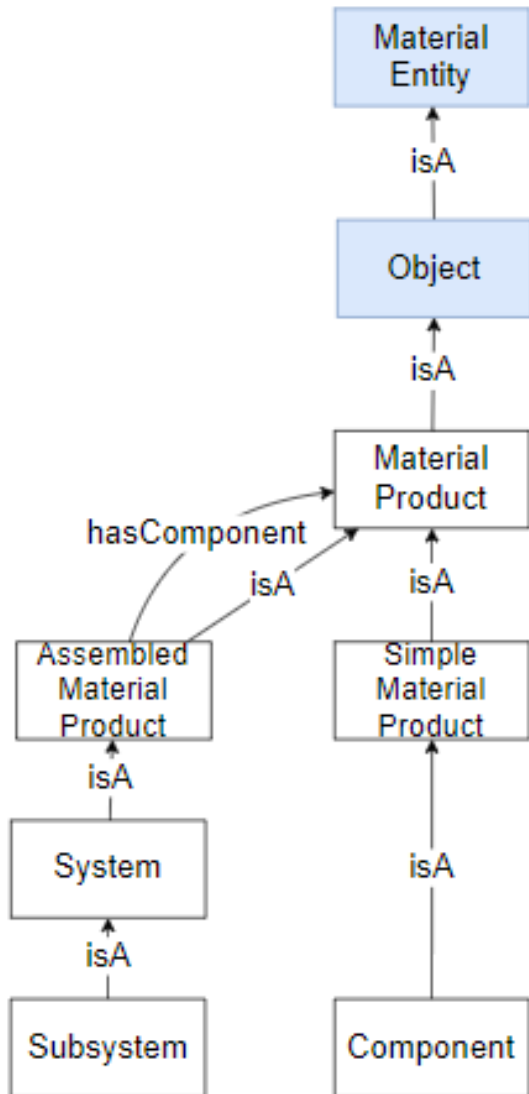 Material
Entity
isA
Object
isA
Material
Product
hasComponent
isA
isA
Assembled
Material
Product
Simple
Material
Product
isA
System
isA
isA
Subsystem
Component